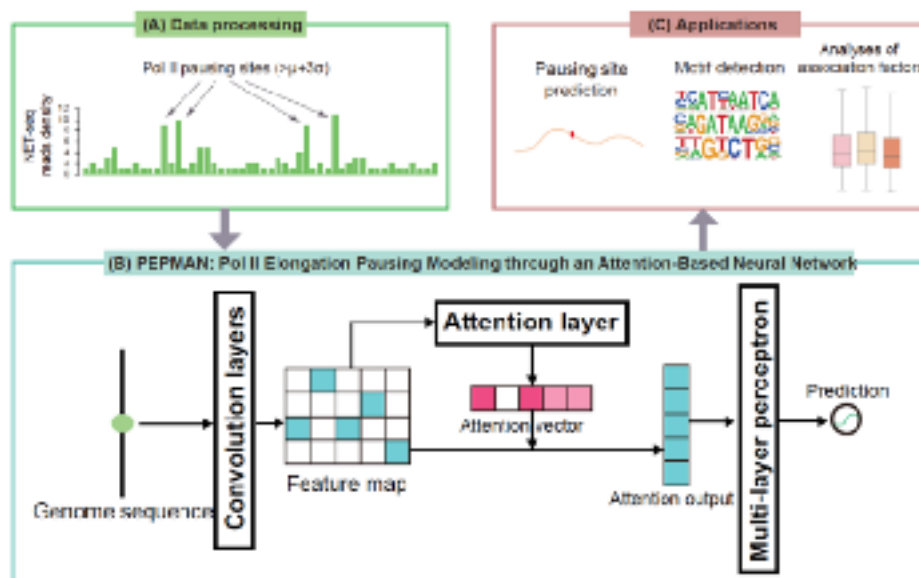 (A) Data processing
Pol II pausing sites (>μ+3σ)
NET-seq
reads density
(C) Applications
Pausing site
prediction
Motif detection
Analyses of
association factors
(B) PEPMAN: Pol II Elongation Pausing Modeling through an Attention-Based Neural Network
Genome sequence
Convolution layers
Feature map
Attention layer
Attention vector
Attention output
Multi-layer perceptron
Prediction